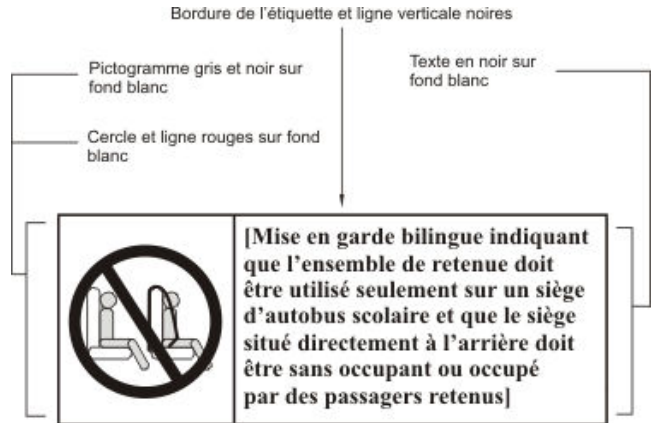 Bordure de l'étiquette et ligne verticale noires
Pictogramme gris et noir sur
fond blanc
Cercle et ligne rouges sur fond
blanc
Texte en noir sur
fond blanc
[Mise en garde bilingue indiquant
que l'ensemble de retenue doit
être utilisé seulement sur un siège
d'autobus scolaire et que le siège
situé directement à l'arrière doit
être sans occupant ou occupé
par des passagers retenus]